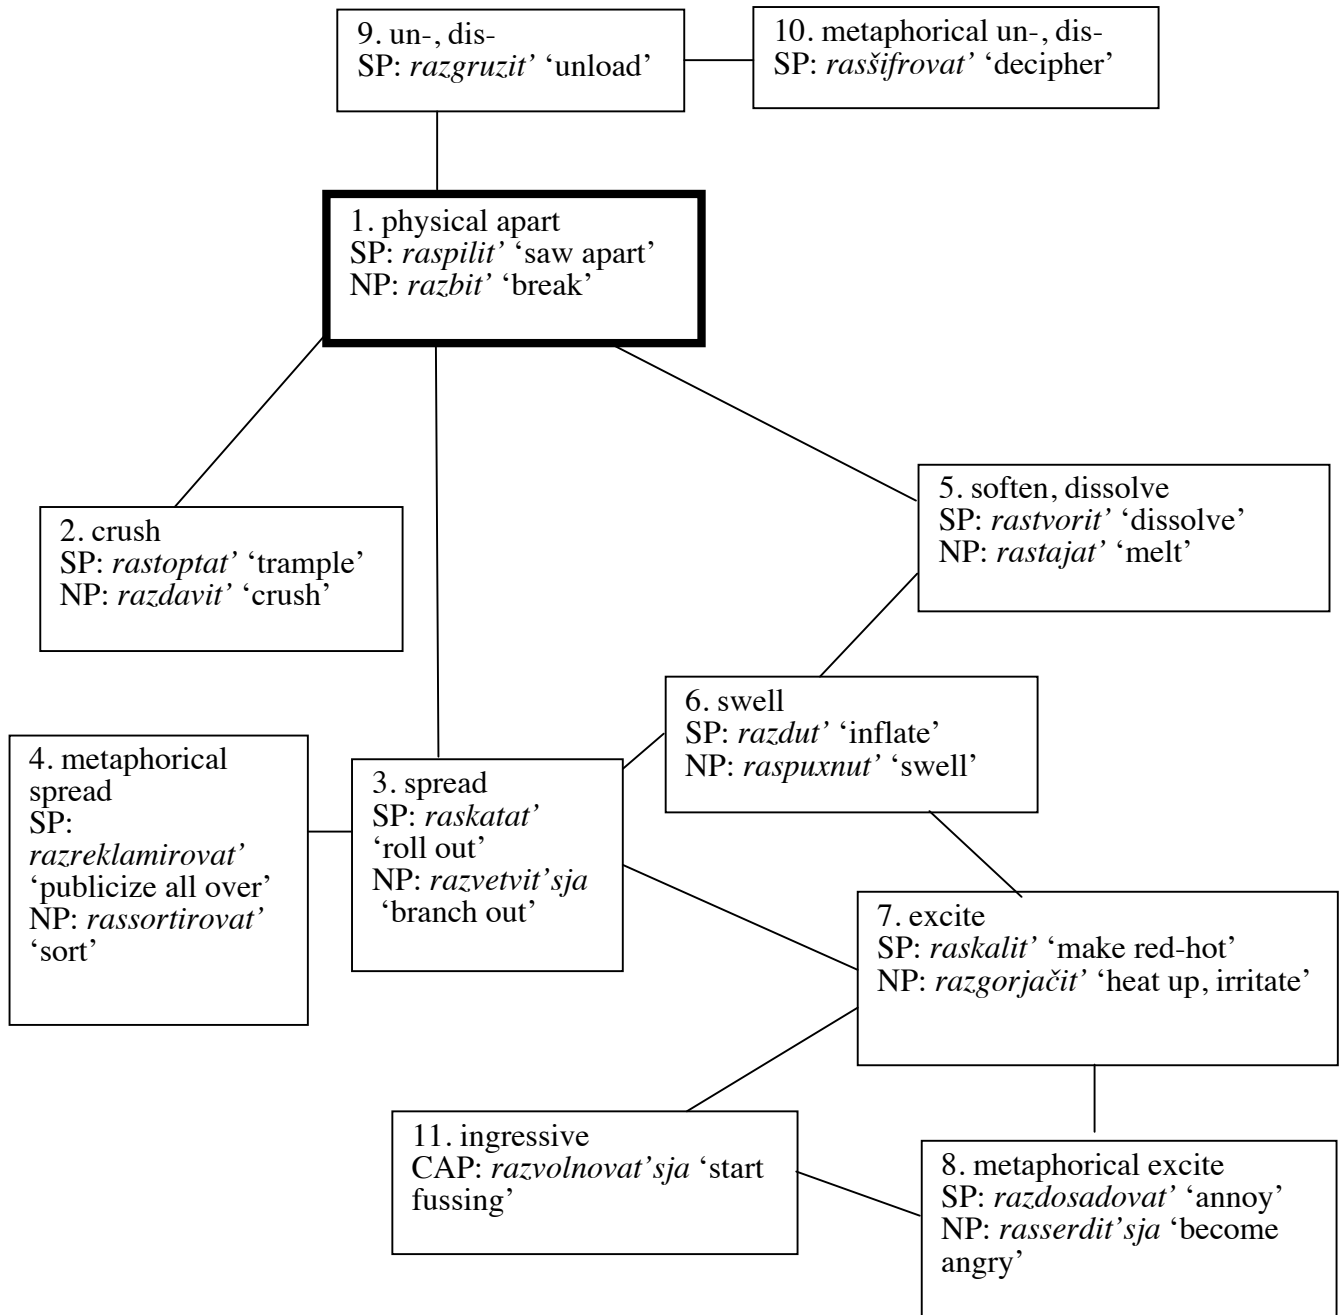 9. un-, dis-
SP: razgruzit’ ‘unload’
10. metaphorical un-, dis-
SP: rasšifrovat’ ‘decipher’
1. physical apart
SP: raspilit’ ‘saw apart’
NP: razbit’ ‘break’
2. crush
SP: rastoptat’ ‘trample’
NP: razdavit’ ‘crush’
5. soften, dissolve
SP: rastvorit’ ‘dissolve’
NP: rastajat’ ‘melt’
6. swell
SP: razdut’ ‘inflate’
NP: raspuxnut’ ‘swell’
4. metaphorical
spread
SP:
razreklamirovat’
‘publicize all over’
NP: rassortirovat’
‘sort’
3. spread
SP: raskatat’
‘roll out’
NP: razvetvit’sja
‘branch out’
7. excite
SP: raskalit’ ‘make red-hot’
NP: razgorjačit’ ‘heat up, irritate’
11. ingressive
CAP: razvolnovat’sja ‘start
fussing’
8. metaphorical excite
SP: razdosadovat’ ‘annoy’
NP: rasserdit’sja ‘become
angry’